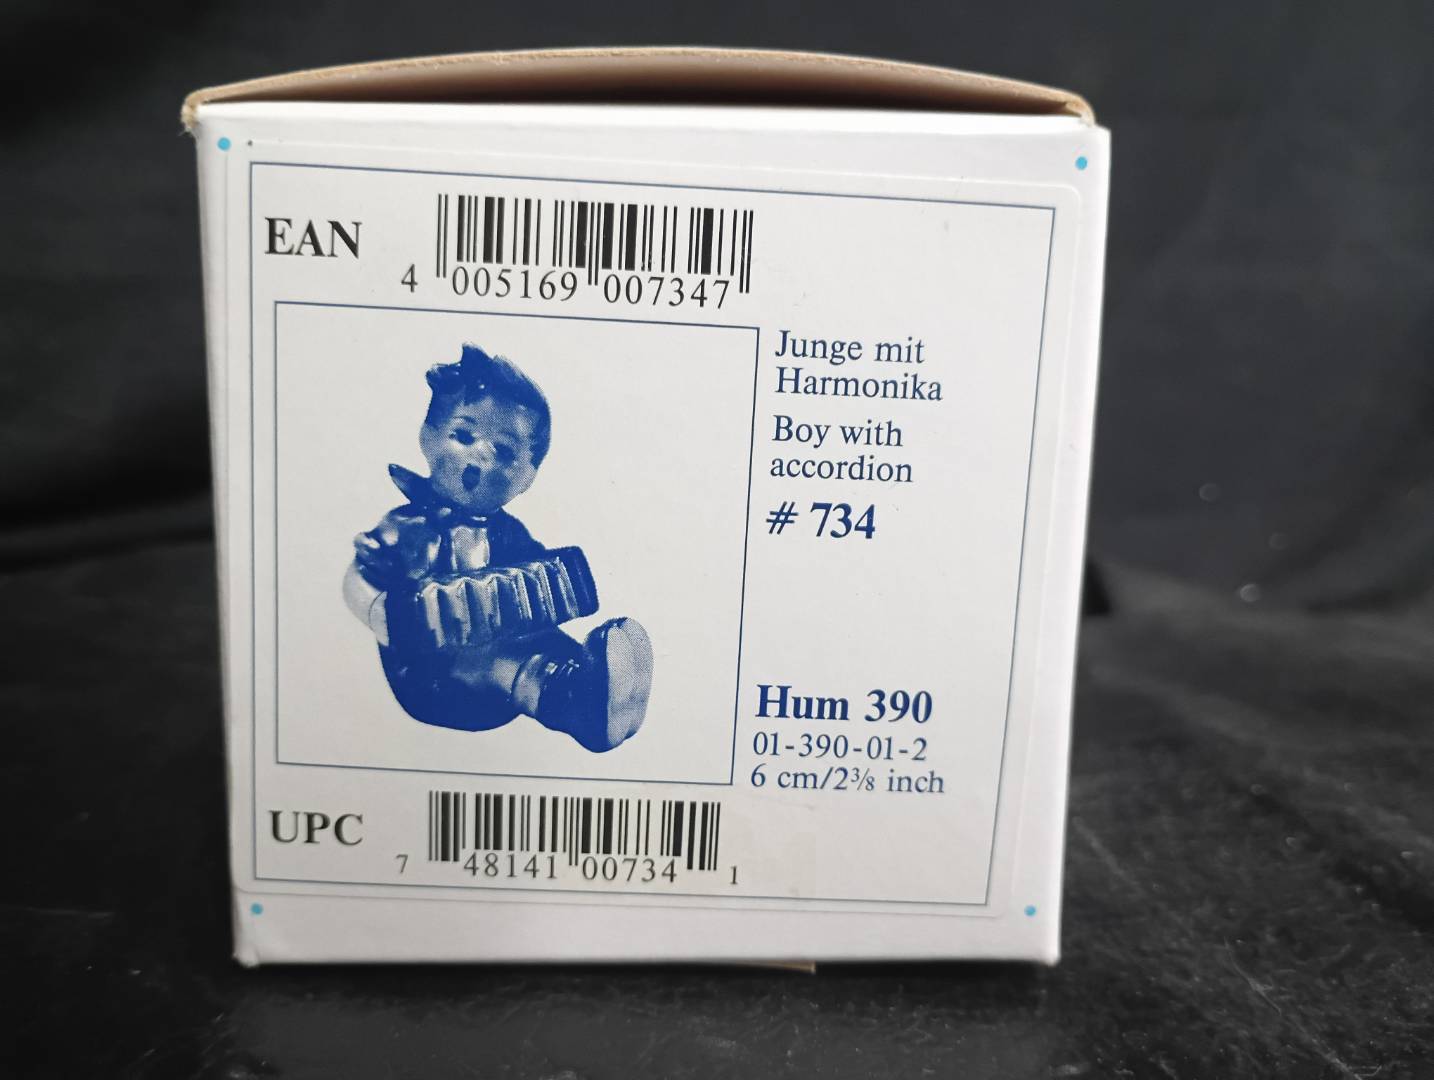 EAN
4 005169 007347
Junge mit
Harmonika
Boy with
accordion
# 734
Hum 390
01-390-01-2
6 cm/2⅜ inch
UPC
7 48141 00734 1